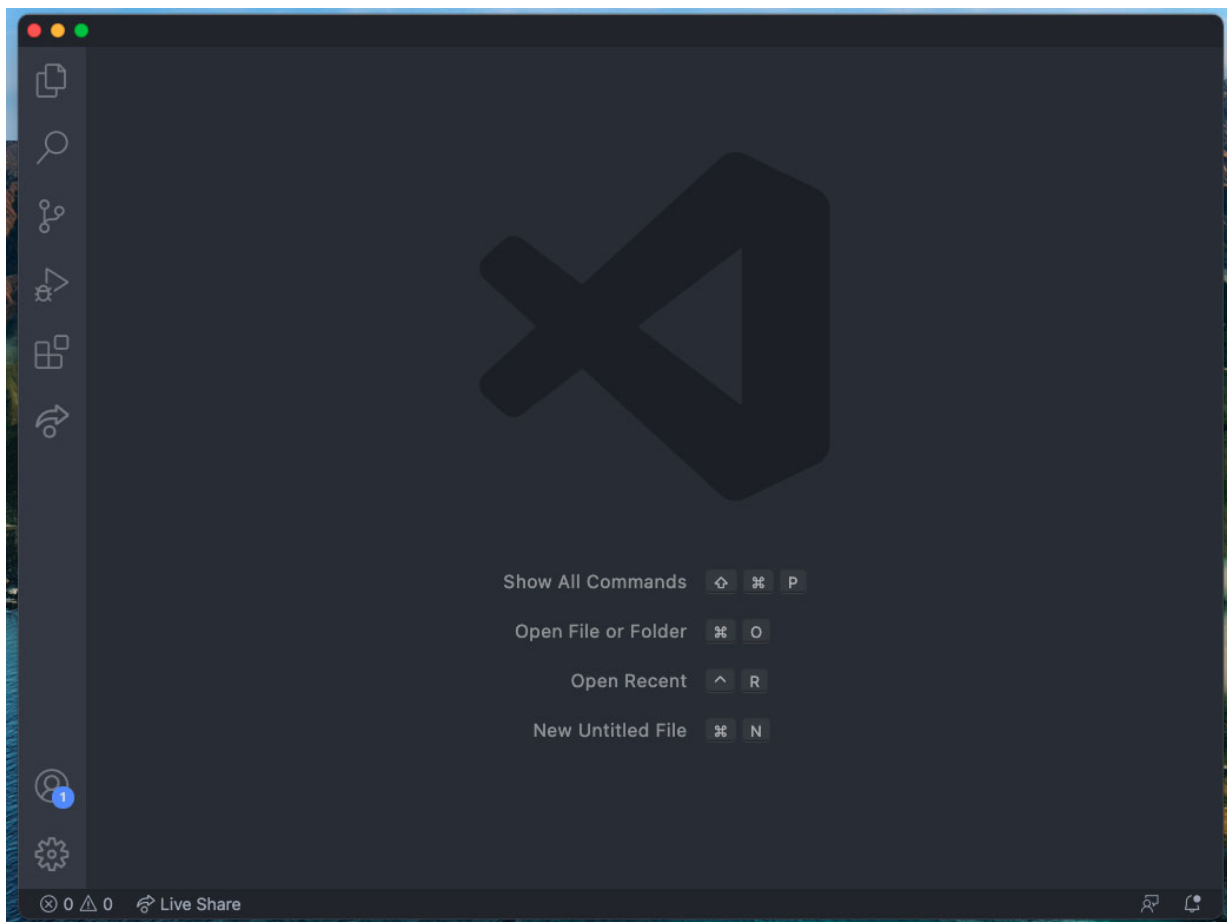 Show All Commands ⇧ ⌘ P
Open File or Folder ⌘ O
Open Recent ^ R
New Untitled File ⌘ N
1
0 0 Live Share